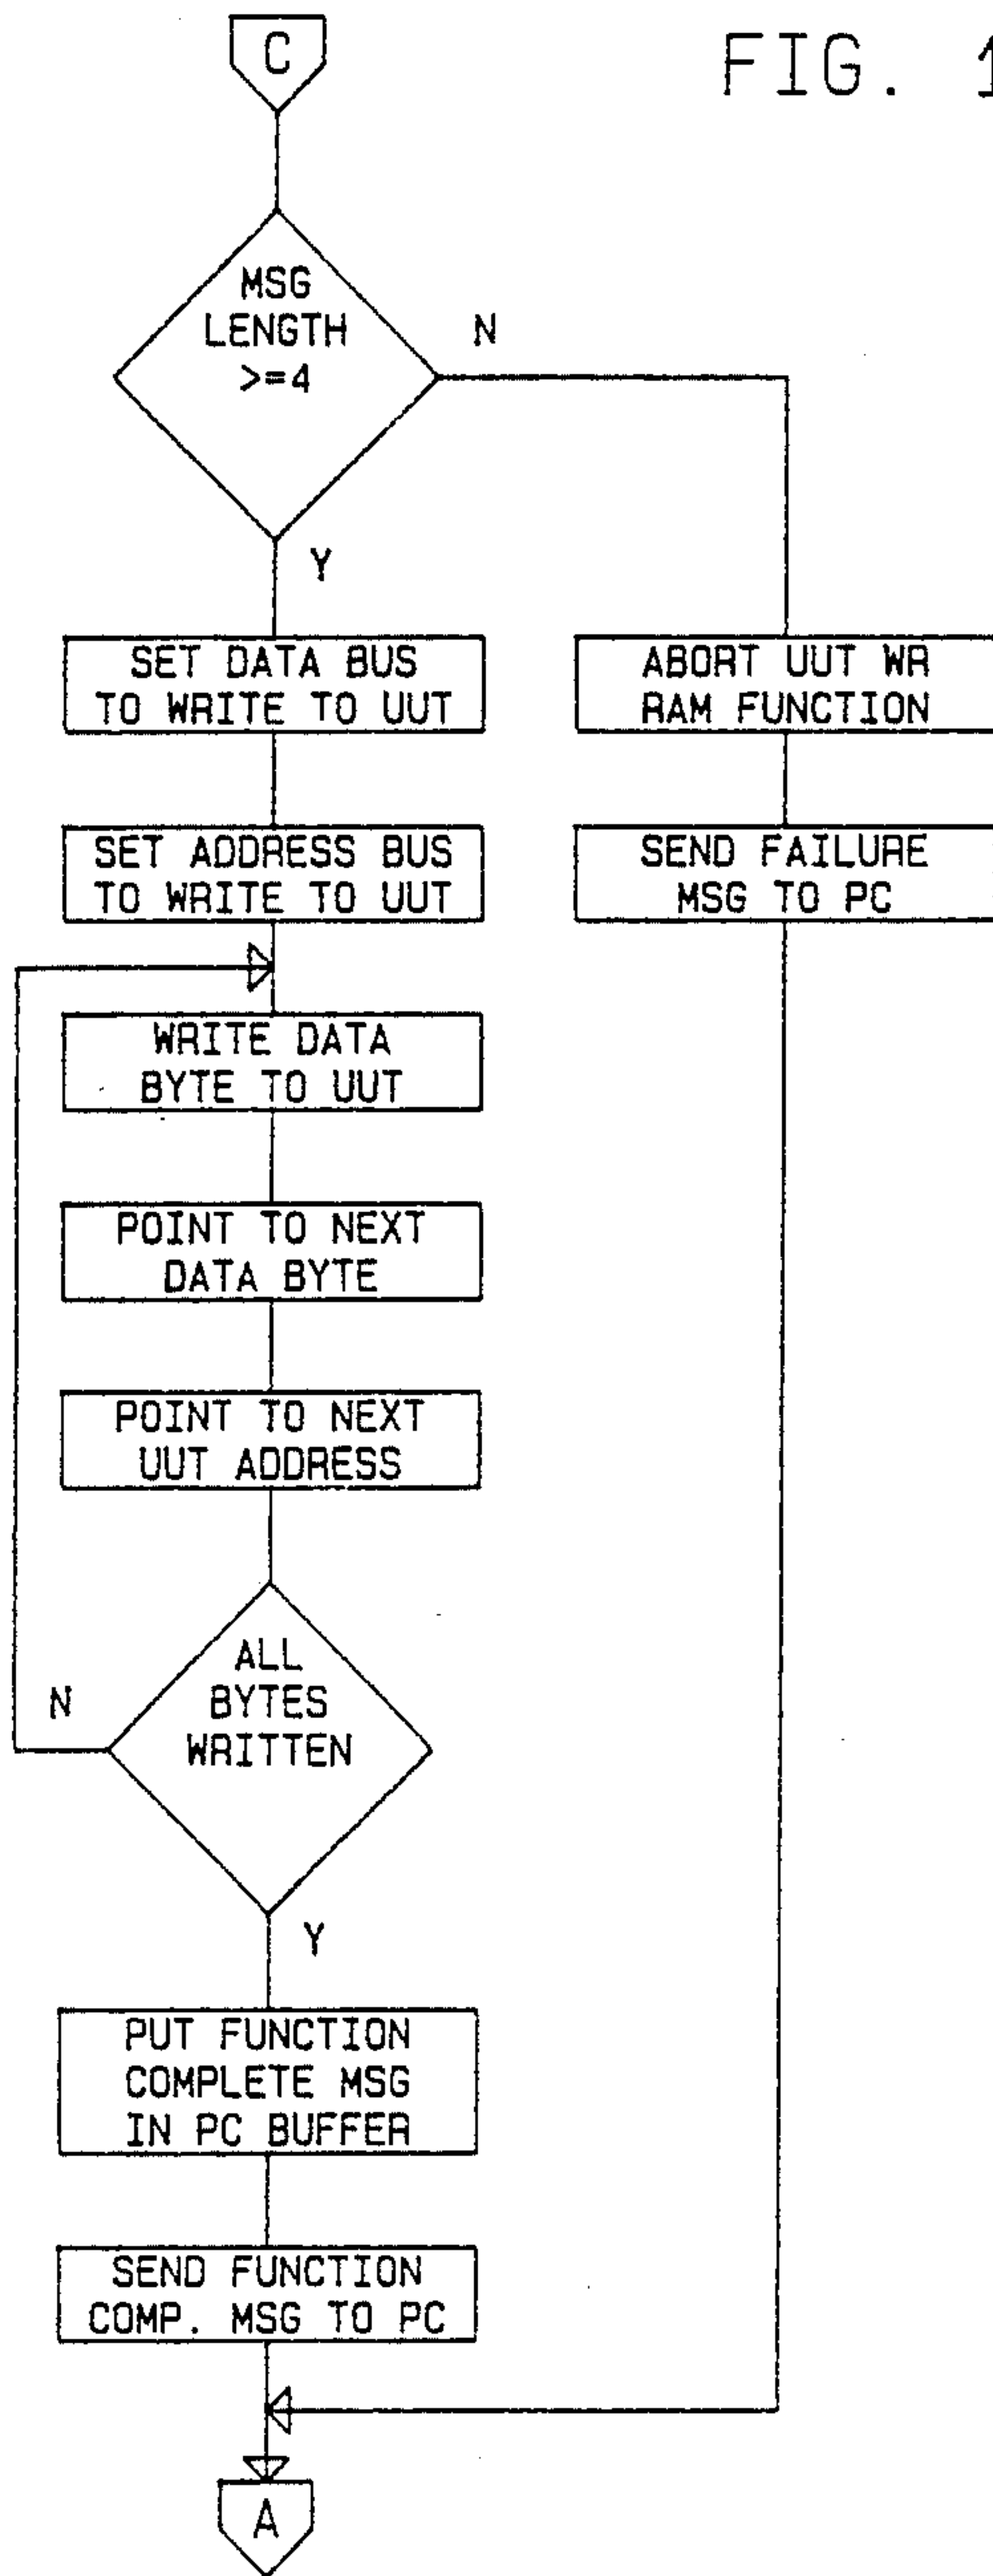 C
FIG. 1
MSG
LENGTH
>=4
N
Y
SET DATA BUS
TO WRITE TO UUT
ABORT UUT WR
RAM FUNCTION
SET ADDRESS BUS
TO WRITE TO UUT
SEND FAILURE
MSG TO PC
WRITE DATA
BYTE TO UUT
POINT TO NEXT
DATA BYTE
POINT TO NEXT
UUT ADDRESS
ALL
BYTES
WRITTEN
N
Y
PUT FUNCTION
COMPLETE MSG
IN PC BUFFER
SEND FUNCTION
COMP. MSG TO PC
A